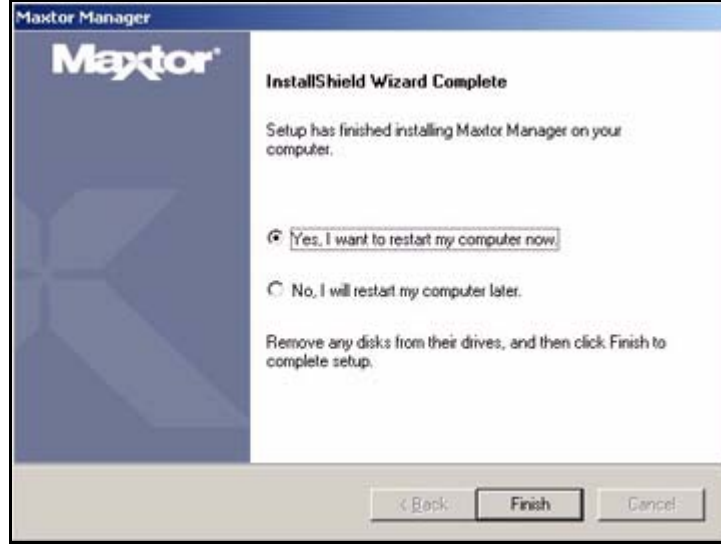 Maxtor Manager
Maxtor
InstallShield Wizard Complete
Setup has finished installing Maxtor Manager on your
computer.
Yes, I want to restart my computer now.
No, I will restart my computer later.
Remove any disks from their drives, and then click Finish to
complete setup.
< Back
Finish
Cancel